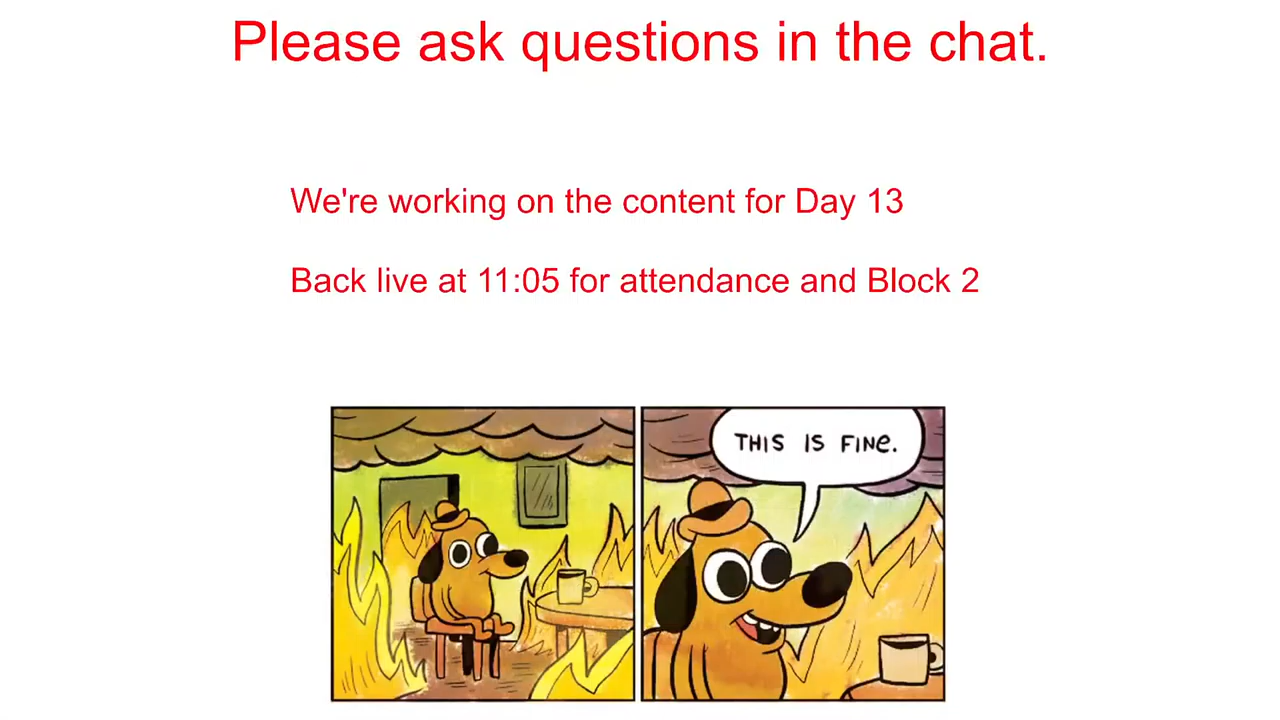 Please ask questions in the chat.
We're working on the content for Day 13
Back live at 11:05 for attendance and Block 2
THIS IS FINE.